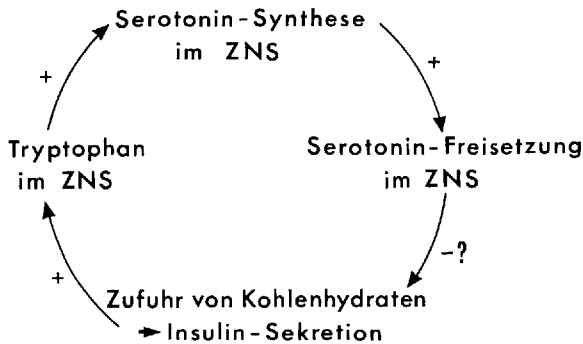 Serotonin-Synthese
im ZNS
+
+
Tryptophan
im ZNS
Serotonin-Freisetzung
im ZNS
-?
+
Zufuhr von Kohlenhydraten
→ Insulin-Sekretion